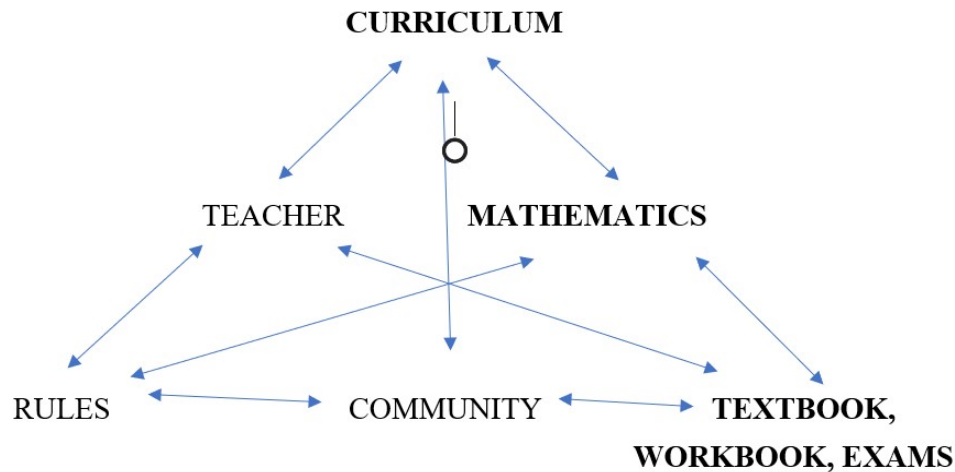 CURRICULUM
TEACHER
MATHEMATICS
RULES
COMMUNITY
TEXTBOOK,
WORKBOOK, EXAMS